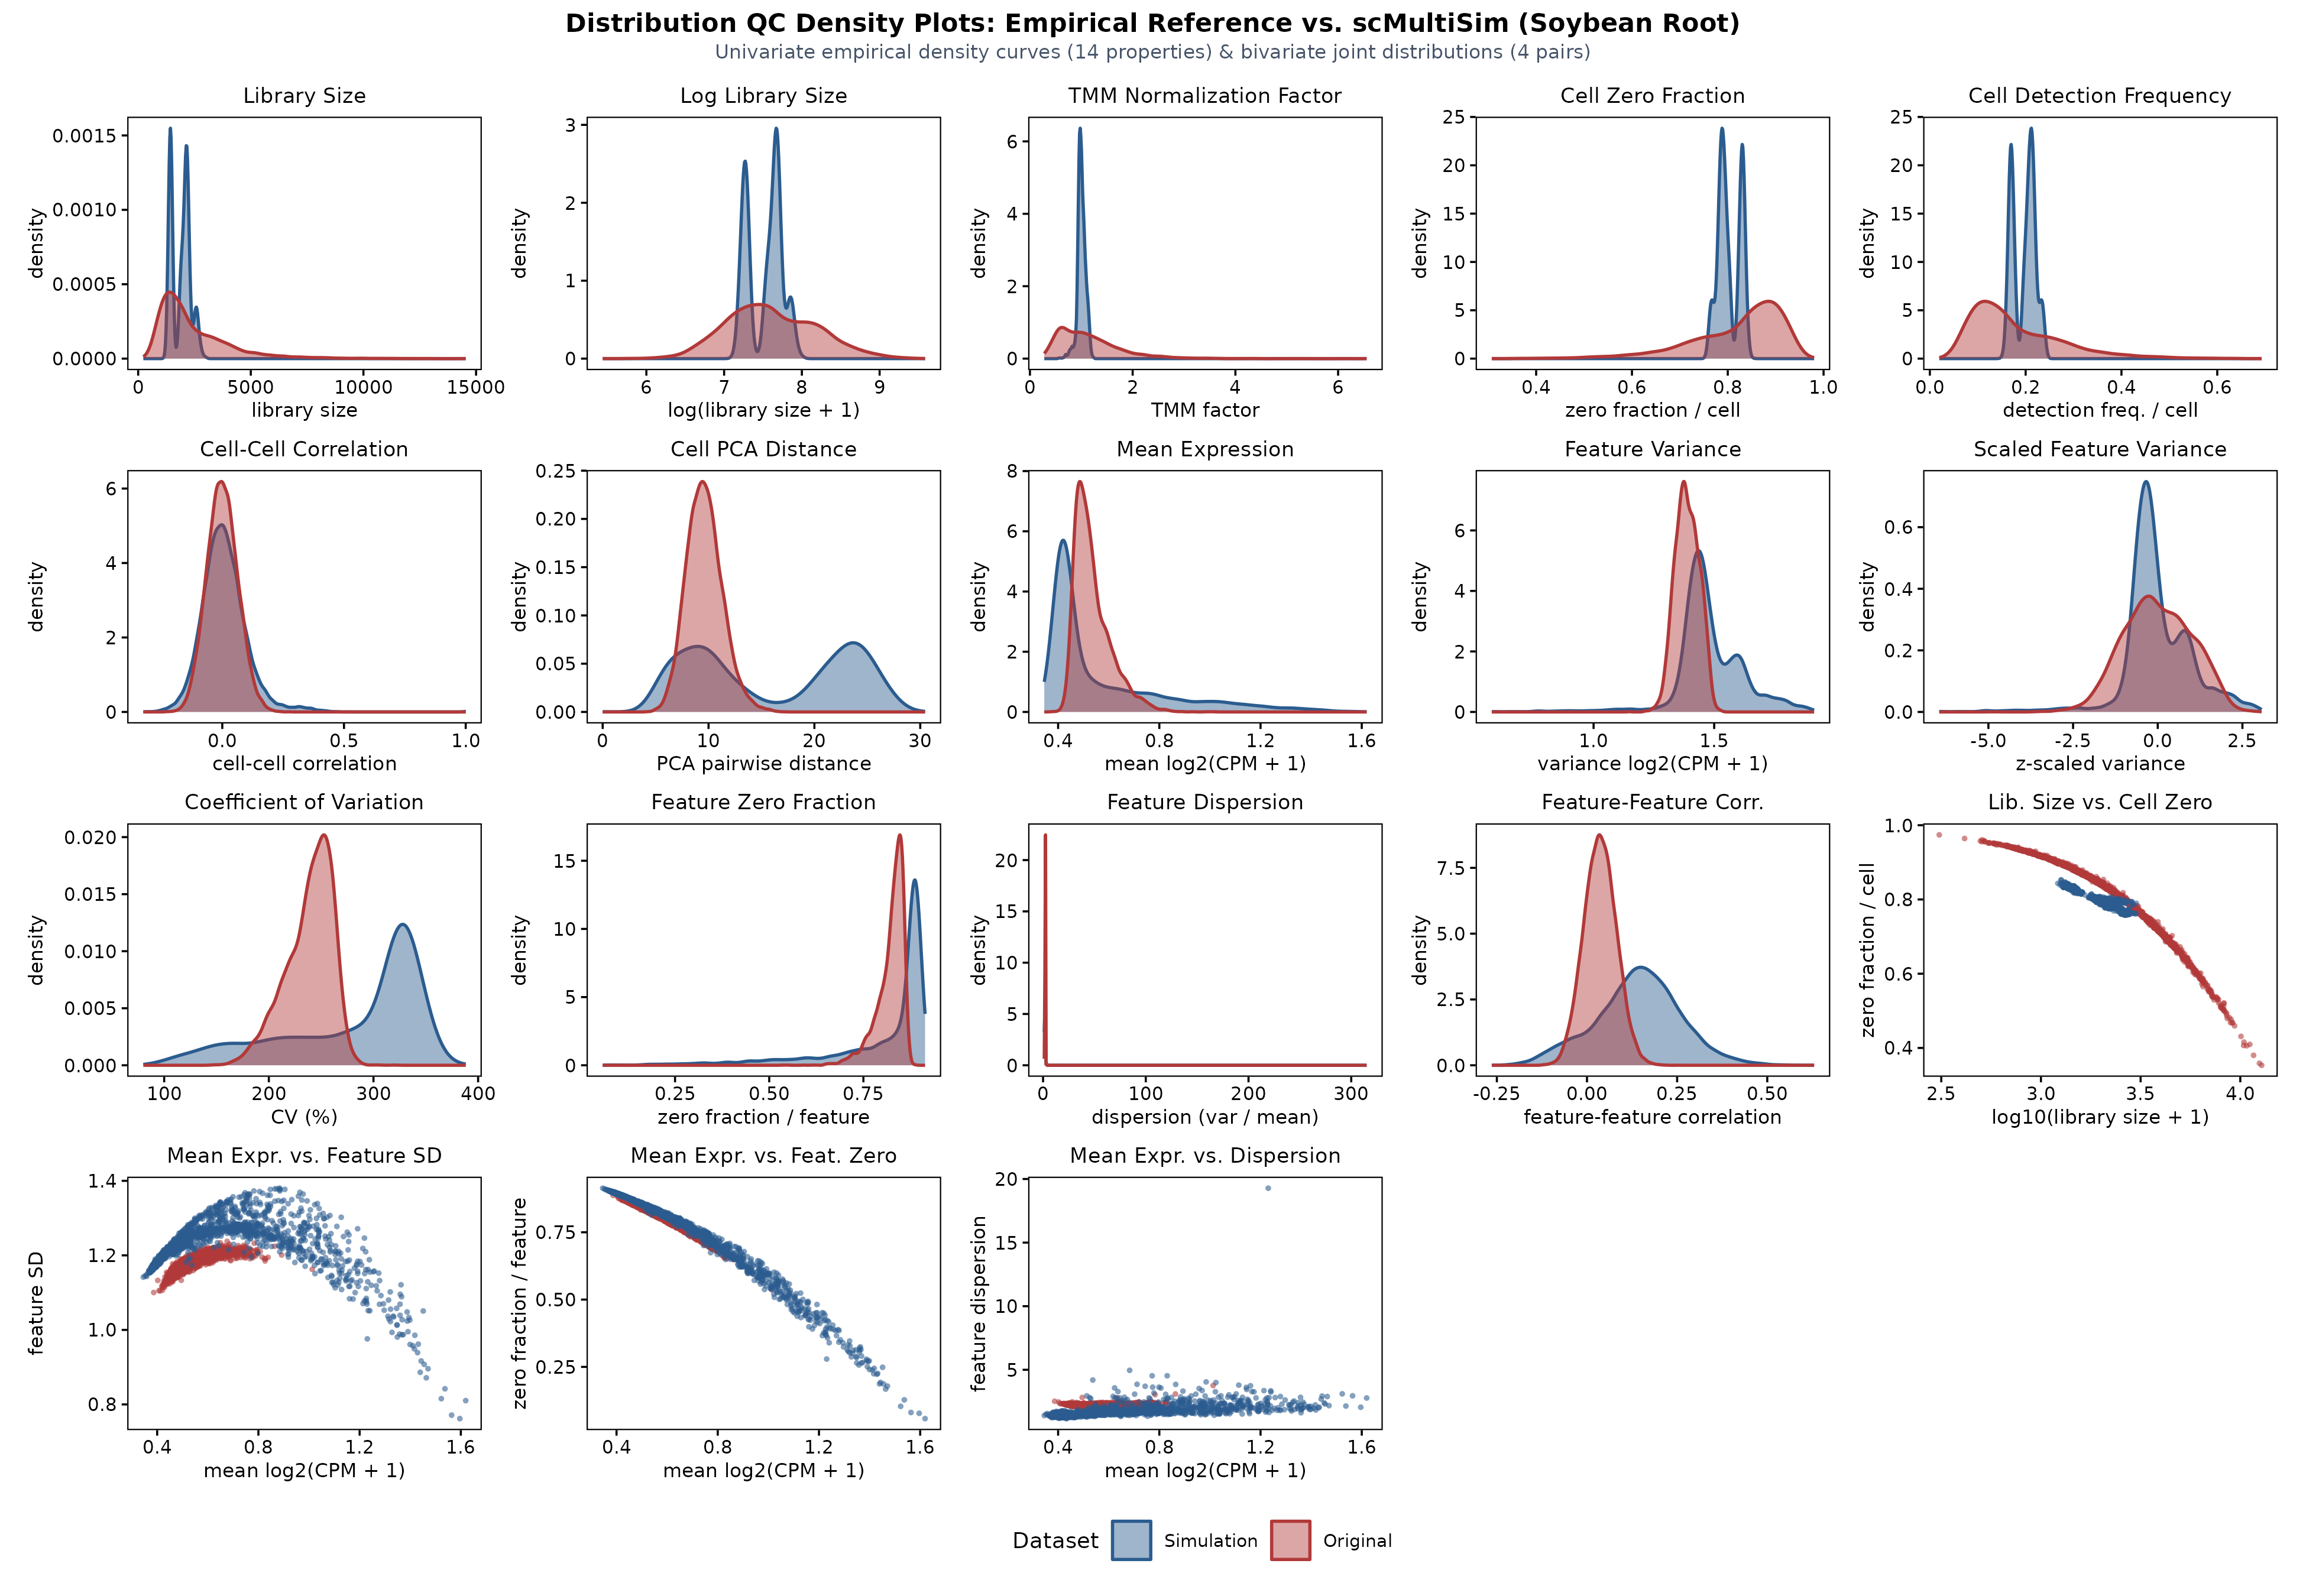 Distribution QC Density Plots: Empirical Reference vs. scMultiSim (Soybean Root)
Univariate empirical density curves (14 properties) & bivariate joint distributions (4 pairs)
Library Size
density
0.0015
0.0010
0.0005
0.0000
0 5000 10000 15000
library size
Log Library Size
density
3
2
1
0
6 7 8 9
log(library size + 1)
TMM Normalization Factor
density
6
4
2
0
0 2 4 6
TMM factor
Cell Zero Fraction
density
25
20
15
10
5
0
0.4 0.6 0.8 1.0
zero fraction / cell
Cell Detection Frequency
density
25
20
15
10
5
0
0.0 0.2 0.4 0.6
detection freq. / cell
Cell-Cell Correlation
density
6
4
2
0
0.0 0.5 1.0
cell-cell correlation
Cell PCA Distance
density
0.25
0.20
0.15
0.10
0.05
0.00
0 10 20 30
PCA pairwise distance
Mean Expression
density
8
6
4
2
0
0.4 0.8 1.2 1.6
mean log2(CPM + 1)
Feature Variance
density
6
4
2
0
1.0 1.5
variance log2(CPM + 1)
Scaled Feature Variance
density
0.6
0.4
0.2
0.0
-5.0 -2.5 0.0 2.5
z-scaled variance
Coefficient of Variation
density
0.020
0.015
0.010
0.005
0.000
100 200 300 400
CV (%)
Feature Zero Fraction
density
15
10
5
0
0.25 0.50 0.75
zero fraction / feature
Feature Dispersion
density
20
15
10
5
0
0 100 200 300
dispersion (var / mean)
Feature-Feature Corr.
density
7.5
5.0
2.5
0.0
-0.25 0.00 0.25 0.50
feature-feature correlation
Lib. Size vs. Cell Zero
zero fraction / cell
1.0
0.8
0.6
0.4
2.5 3.0 3.5 4.0
log10(library size + 1)
Mean Expr. vs. Feature SD
feature SD
1.4
1.2
1.0
0.8
0.4 0.8 1.2 1.6
mean log2(CPM + 1)
Mean Expr. vs. Feat. Zero
zero fraction / feature
0.75
0.50
0.25
0.4 0.8 1.2 1.6
mean log2(CPM + 1)
Mean Expr. vs. Dispersion
feature dispersion
20
15
10
5
0.4 0.8 1.2 1.6
mean log2(CPM + 1)
Dataset Simulation Original